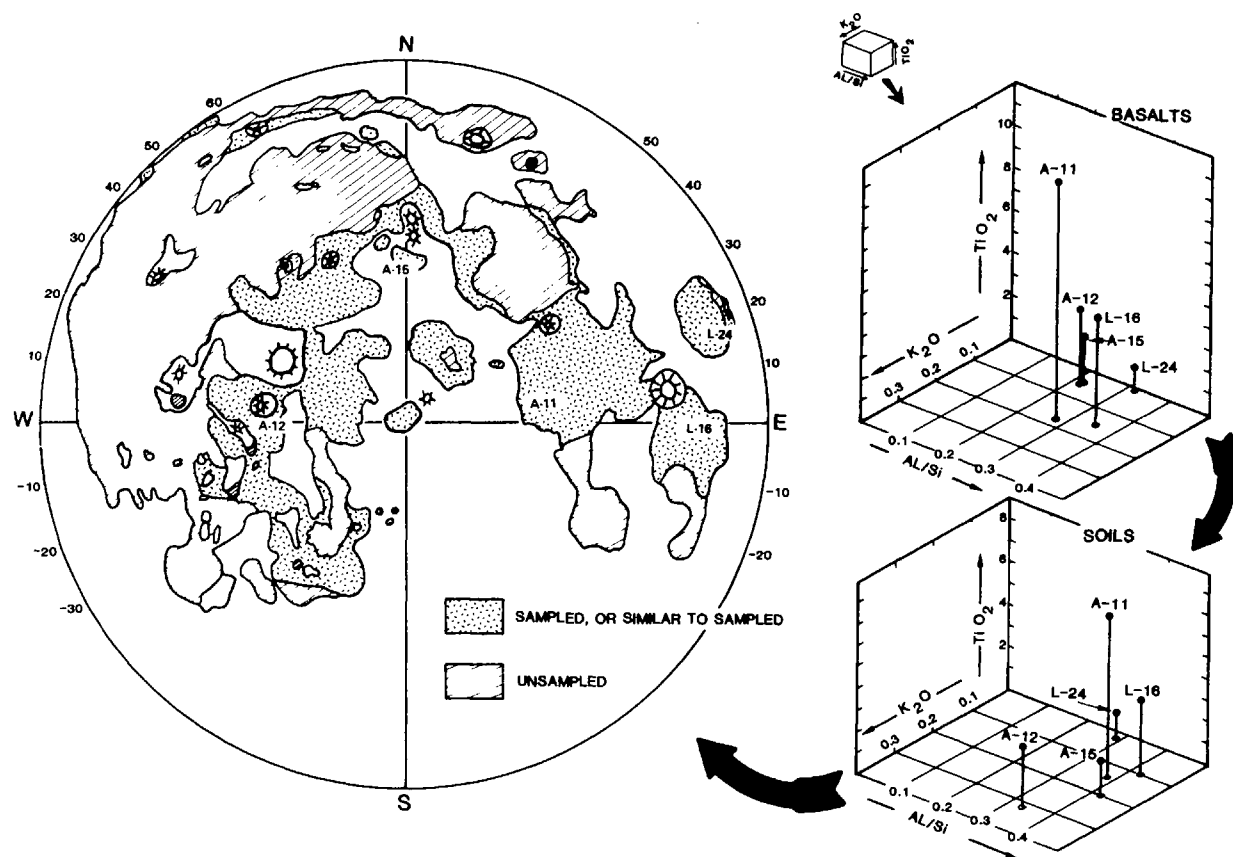 N
60
50
40
30
20
10
W
-10
-20
-30
50
40
30
20
10
E
-10
-20
S
A-15
L-24
A-11
A-12
L-16
SAMPLED, OR SIMILAR TO SAMPLED
UNSAMPLED
K2O
TiO2
AL/Si
BASALTS
10
8
6
4
2
TiO2
A-11
A-12
L-16
A-15
L-24
K2O
0.3 0.2 0.1
0.1 0.2 0.3 0.4
AL/Si
SOILS
8
6
4
2
TiO2
A-11
L-24
L-16
A-12
A-15
K2O
0.3 0.2 0.1
0.1 0.2 0.3 0.4
AL/Si